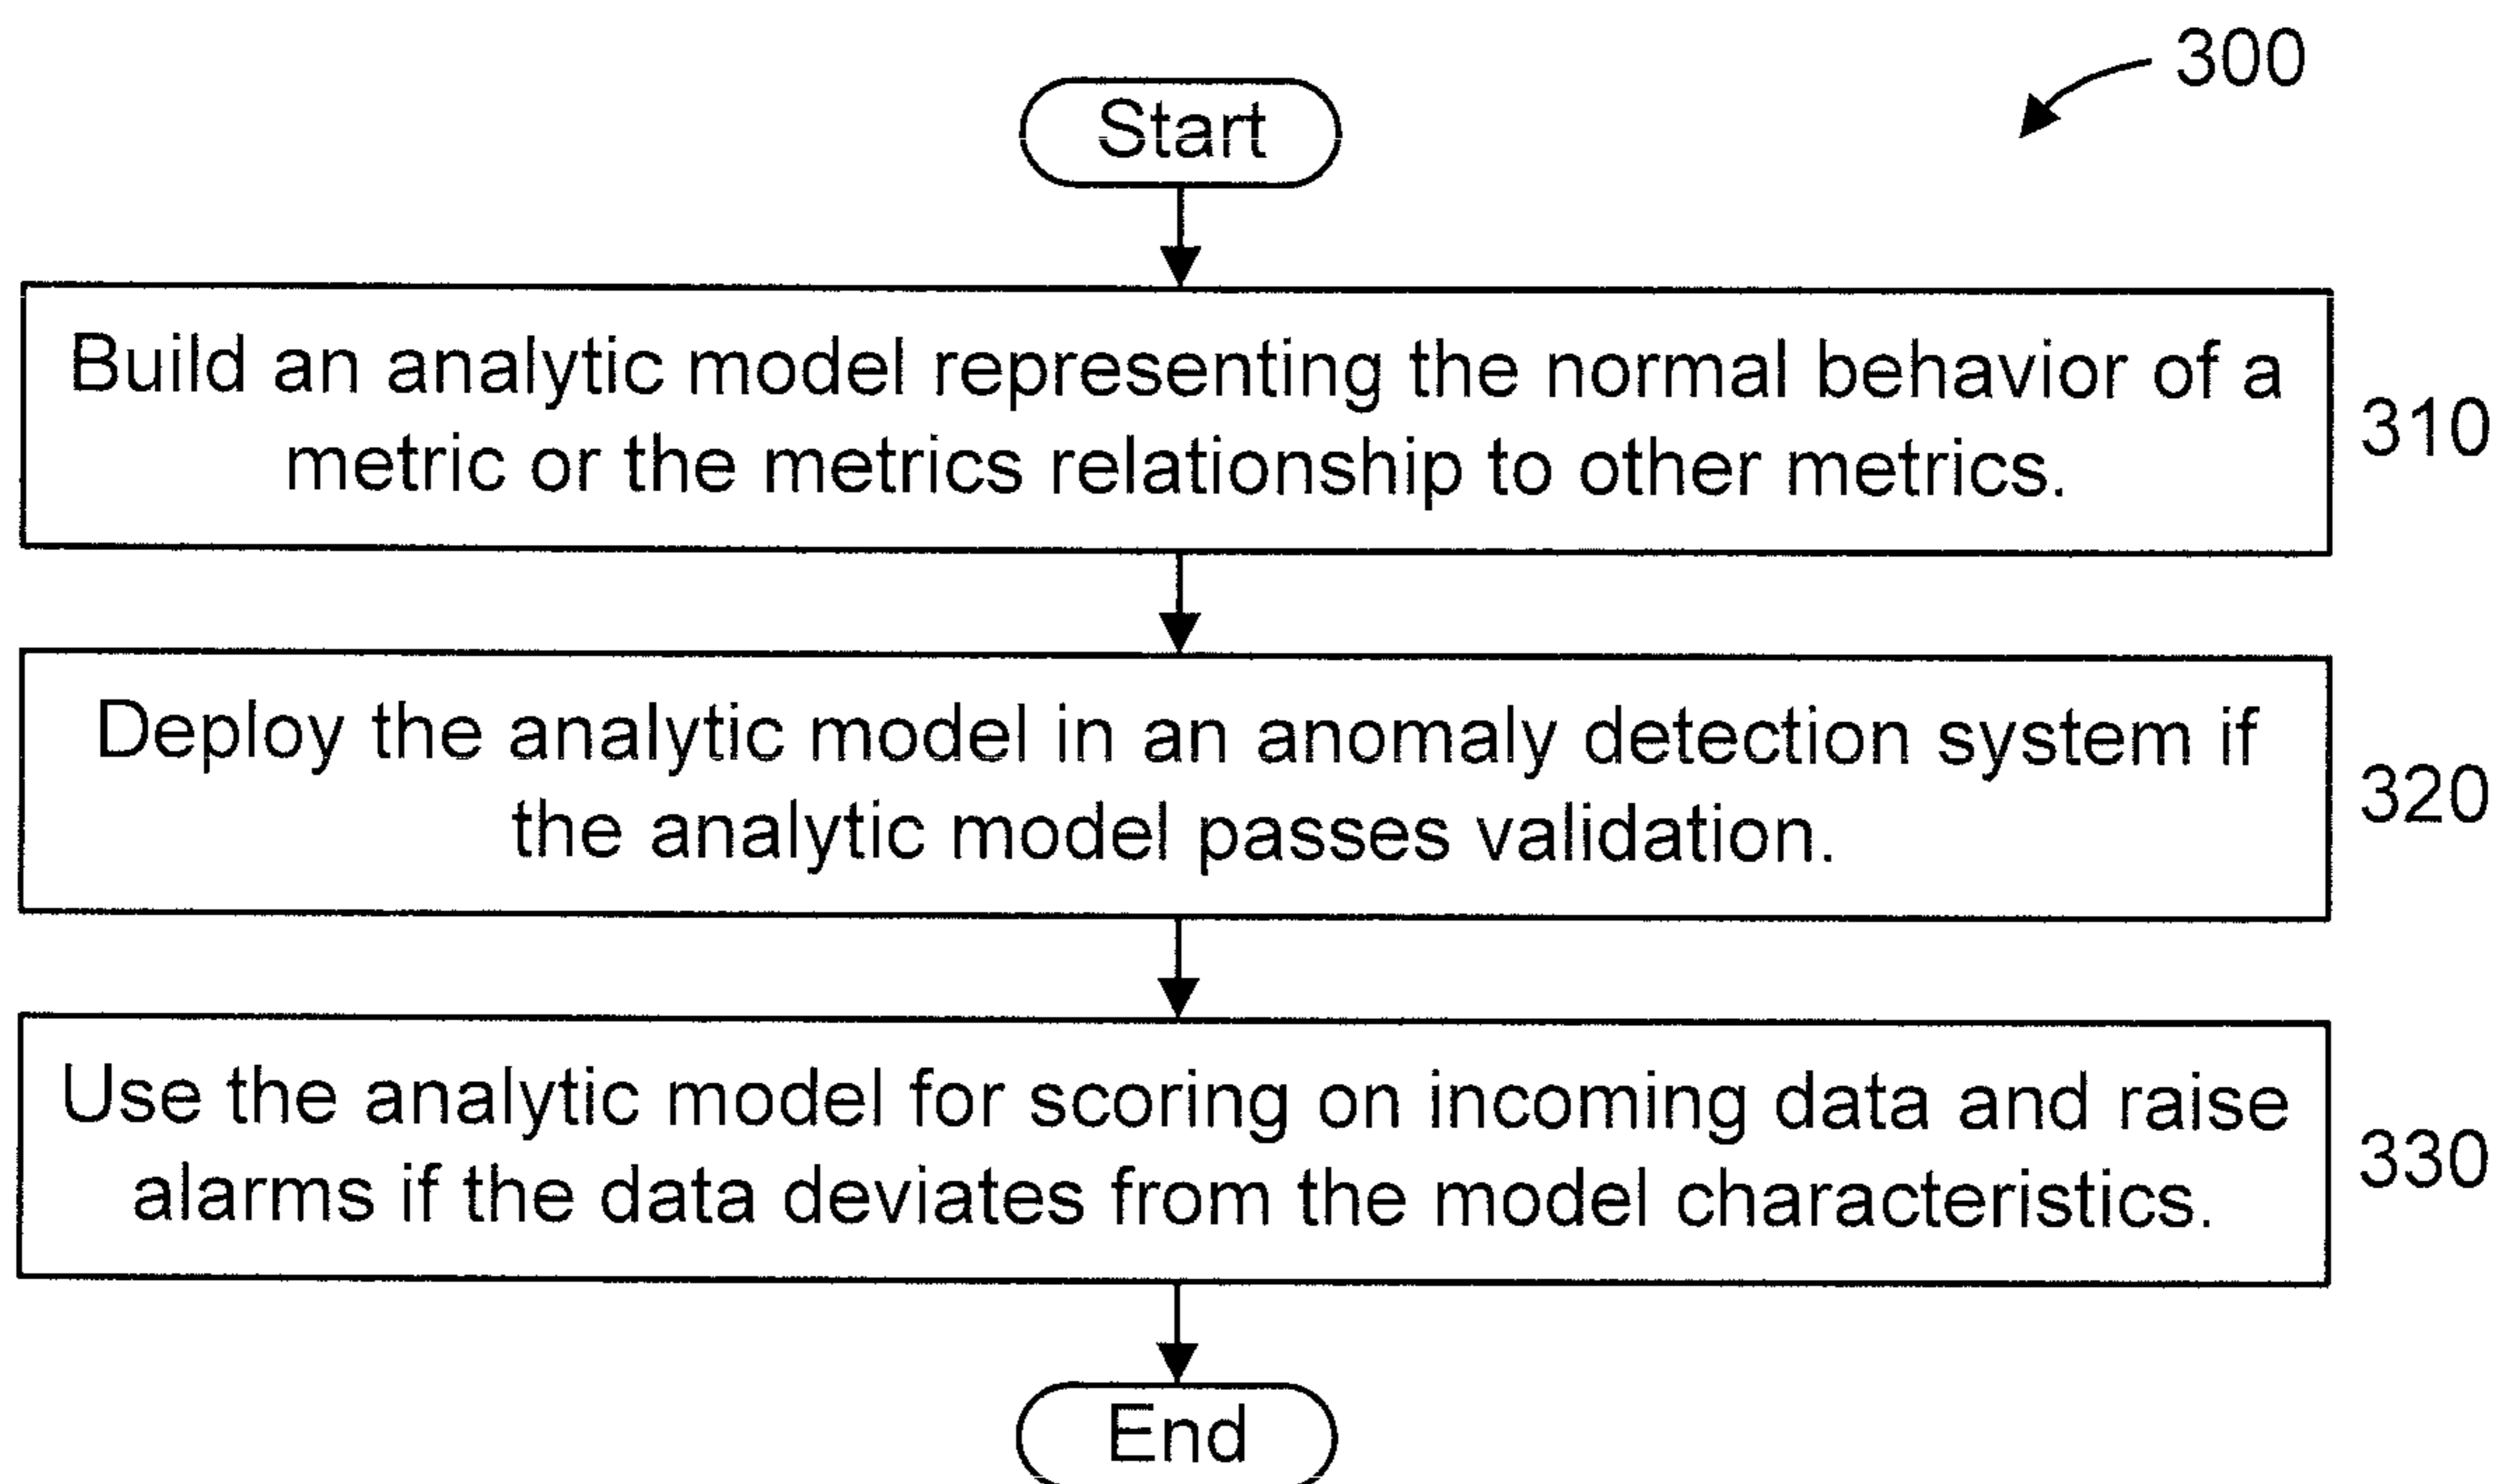 300
Start
Build an analytic model representing the normal behavior of a
metric or the metrics relationship to other metrics.
310
Deploy the analytic model in an anomaly detection system if
the analytic model passes validation.
320
Use the analytic model for scoring on incoming data and raise
alarms if the data deviates from the model characteristics.
330
End